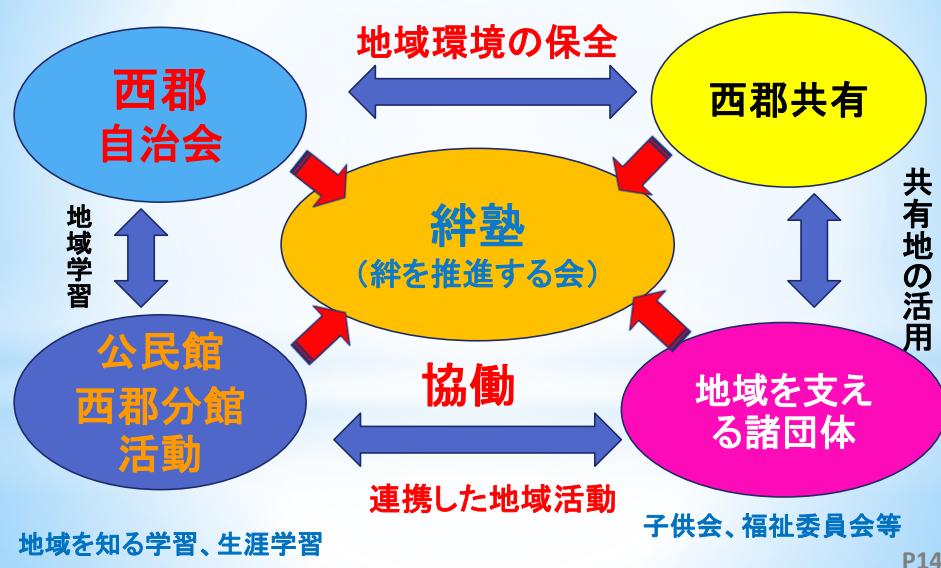 地域環境の保全
西郡
自治会
西郡共有
絆塾
（絆を推進する会）
地域学習
共有地の活用
公民館
西郡分館
活動
協働
地域を支え
る諸団体
連携した地域活動
子供会、福祉委員会等
地域を知る学習、生涯学習
P14